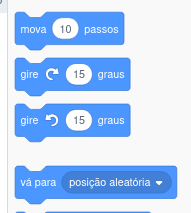 mova 10 passos
gire 15 graus
gire 15 graus
vá para posição aleatória